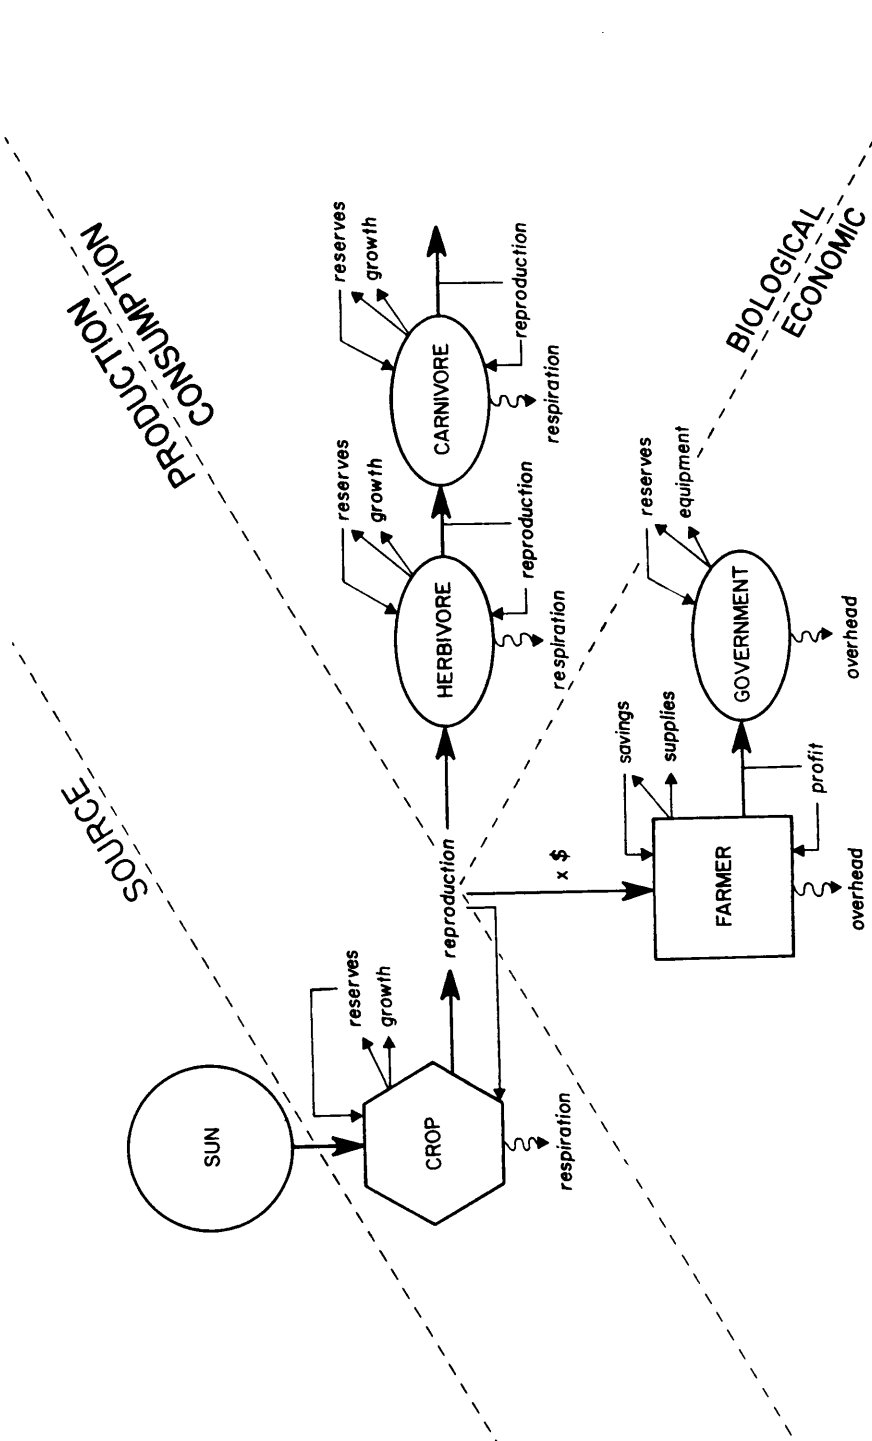 SOURCE
PRODUCTION
CONSUMPTION
SUN
reserves
growth
CROP
respiration
reproduction
reserves
growth
HERBIVORE
reproduction
respiration
reserves
growth
CARNIVORE
reproduction
respiration
BIOLOGICAL
ECONOMIC
x $
savings
supplies
FARMER
profit
overhead
reserves
equipment
GOVERNMENT
overhead